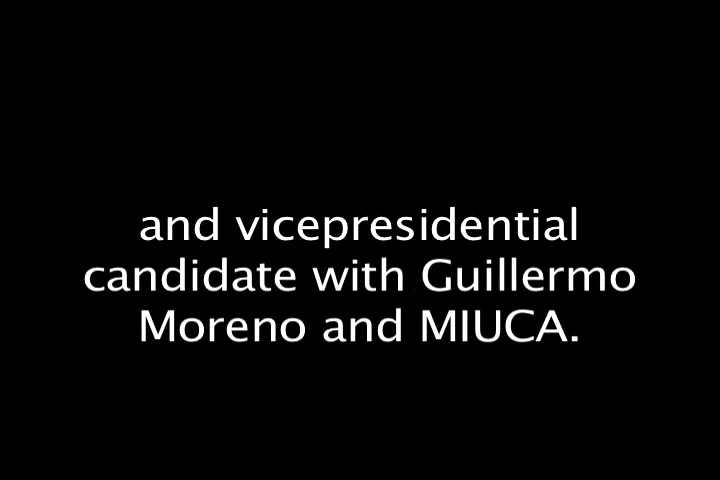 and vicepresidential
candidate with Guillermo
Moreno and MIUCA.